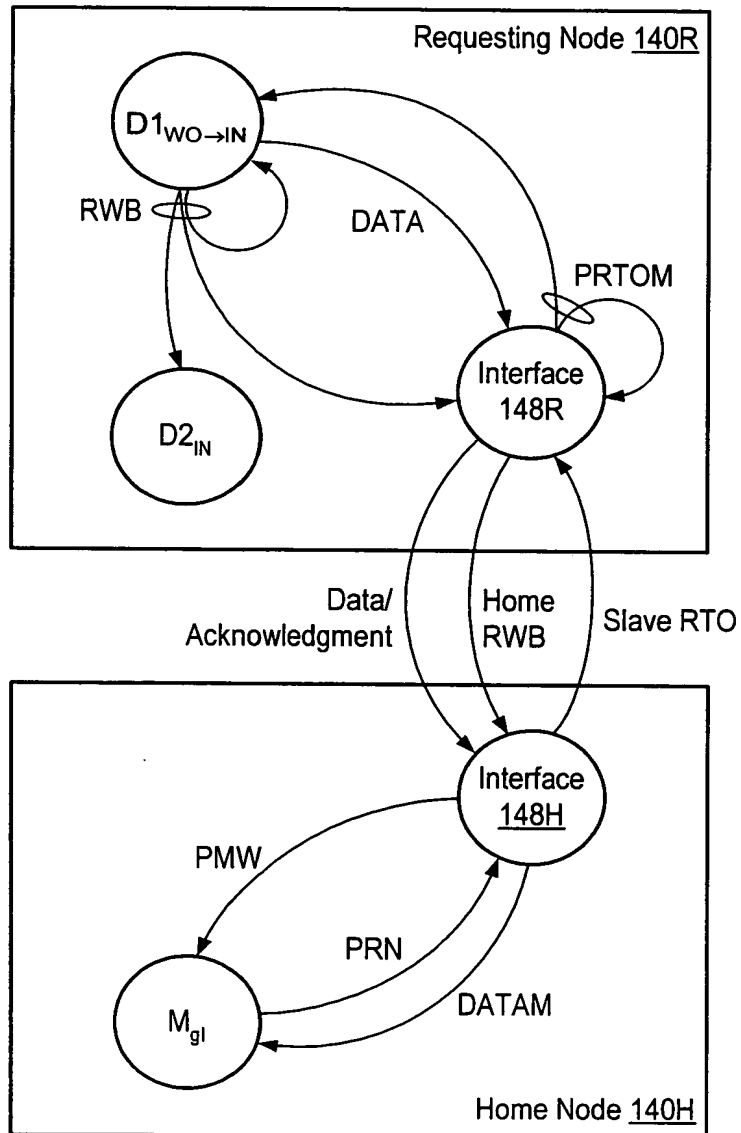 Requesting Node 140R
D1WO→IN
RWB
DATA
PRTOM
Interface
148R
D2IN
Data/
Acknowledgment
Home
RWB
Slave RTO
Interface
148H
PMW
PRN
DATAM
Mgl
Home Node 140H